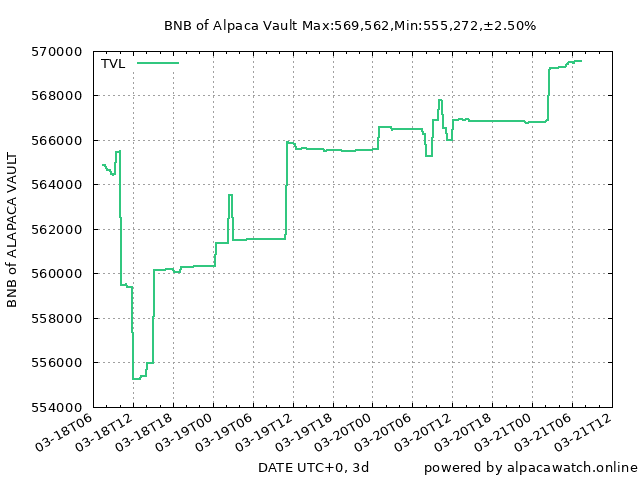 BNB of Alpaca Vault Max:569,562,Min:555,272,±2.50%
570000
568000
566000
564000
562000
560000
558000
556000
554000
TVL
BNB of ALAPACA VAULT
03-18T06
03-18T12
03-18T18
03-19T00
03-19T06
03-19T12
03-19T18
03-20T00
03-20T06
03-20T12
03-20T18
03-21T00
03-21T06
03-21T12
DATE UTC+0, 3d
powered by alpacawatch.online